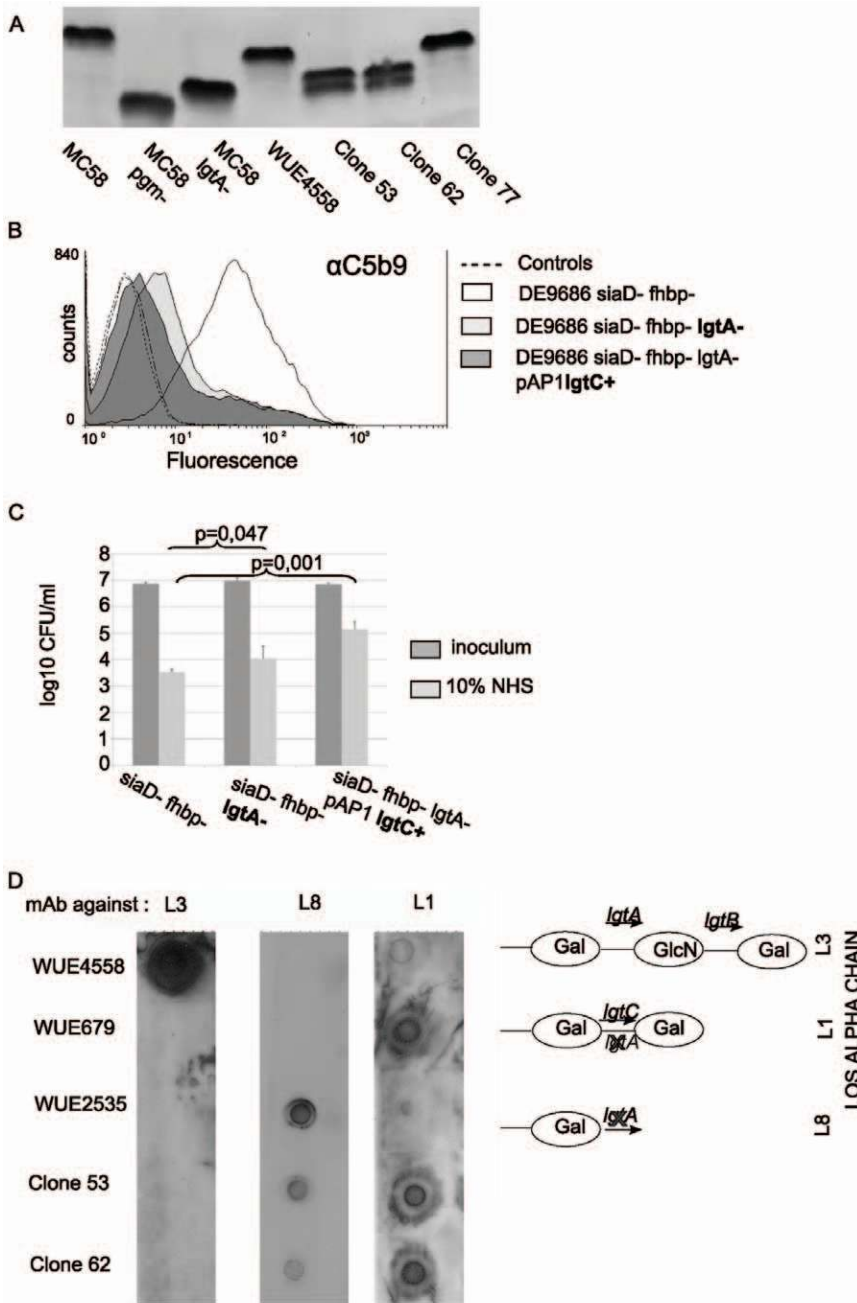 A
MC58
MC58 pgm-
MC58 lgtA-
WUE4558
Clone 53
Clone 62
Clone 77
B
840
αC5b9
counts
0
10⁰
10¹
10²
10³
Fluorescence
Controls
DE9686 siaD- fhbp-
DE9686 siaD- fhbp- lgtA-
DE9686 siaD- fhbp- lgtA-
pAP1lgtC+
C
p=0,047
p=0,001
8
7
6
5
4
3
2
1
0
log10 CFU/ml
inoculum
10% NHS
siaD- fhbp-
siaD- fhbp-
lgtA-
siaD- fhbp- lgtA-
pAP1 lgtC+
D
mAb against : L3 L8 L1
WUE4558
WUE679
WUE2535
Clone 53
Clone 62
lgtA lgtB
Gal GlcN Gal
L3
lgtC
Gal Gal
lgtA
L1
lgtA
Gal
L8
LOS ALPHA CHAIN